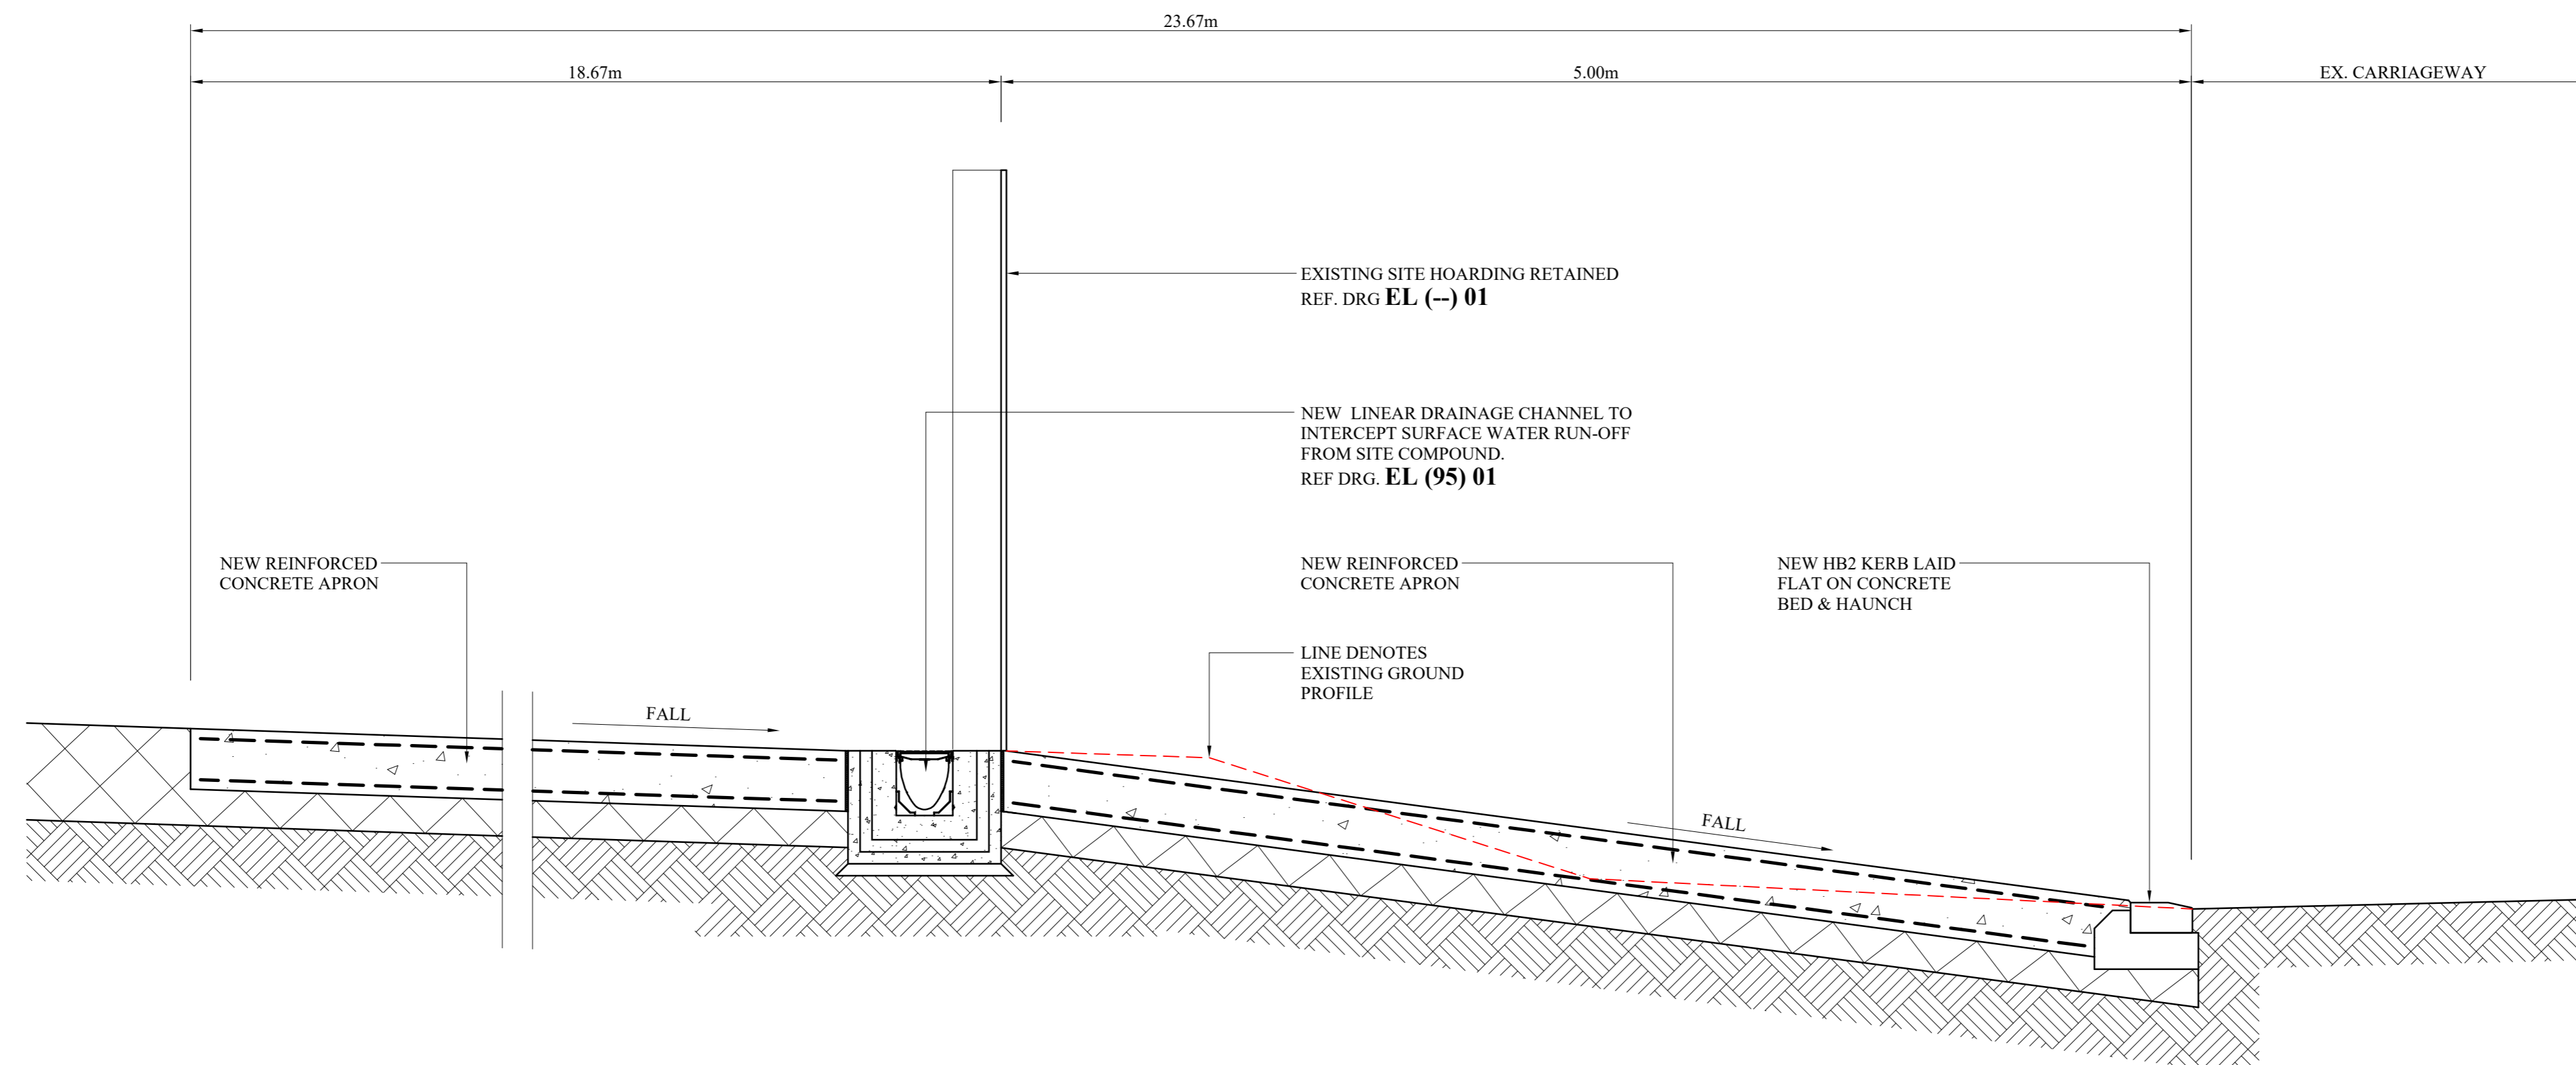 23.67m
18.67m
5.00m
EX. CARRIAGEWAY
EXISTING SITE HOARDING RETAINED
REF. DRG EL (--) 01
NEW LINEAR DRAINAGE CHANNEL TO
INTERCEPT SURFACE WATER RUN-OFF
FROM SITE COMPOUND.
REF DRG. EL (95) 01
NEW REINFORCED
CONCRETE APRON
NEW REINFORCED
CONCRETE APRON
NEW HB2 KERB LAID
FLAT ON CONCRETE
BED & HAUNCH
LINE DENOTES
EXISTING GROUND
PROFILE
FALL
FALL